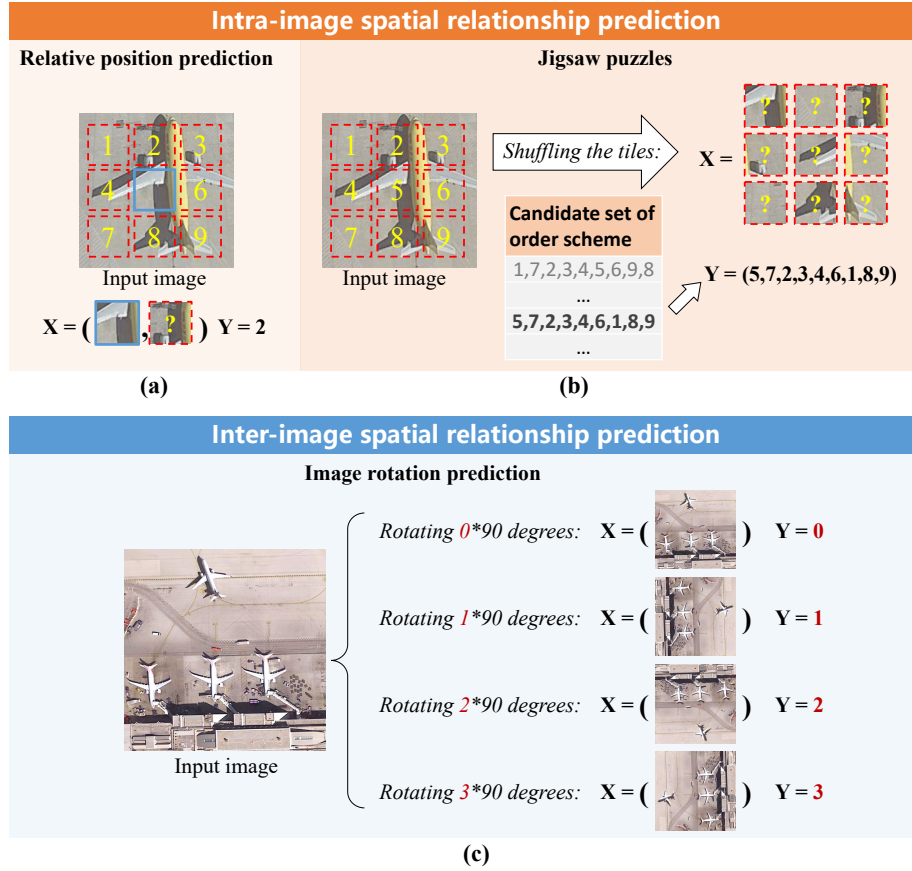 Intra-image spatial relationship prediction
Relative position prediction
1 2 3
4 6
7 8 9
Input image
X = ( , ? ) Y = 2
(a)
Jigsaw puzzles
1 2 3
4 5 6
7 8 9
Input image
Shuffling the tiles:
Candidate set of
order scheme
1,7,2,3,4,5,6,9,8
...
5,7,2,3,4,6,1,8,9
...
? ? ?
X = ? ? ?
? ? ?
Y = (5,7,2,3,4,6,1,8,9)
(b)
Inter-image spatial relationship prediction
Image rotation prediction
Input image
Rotating 0*90 degrees: X = ( ) Y = 0
Rotating 1*90 degrees: X = ( ) Y = 1
Rotating 2*90 degrees: X = ( ) Y = 2
Rotating 3*90 degrees: X = ( ) Y = 3
(c)